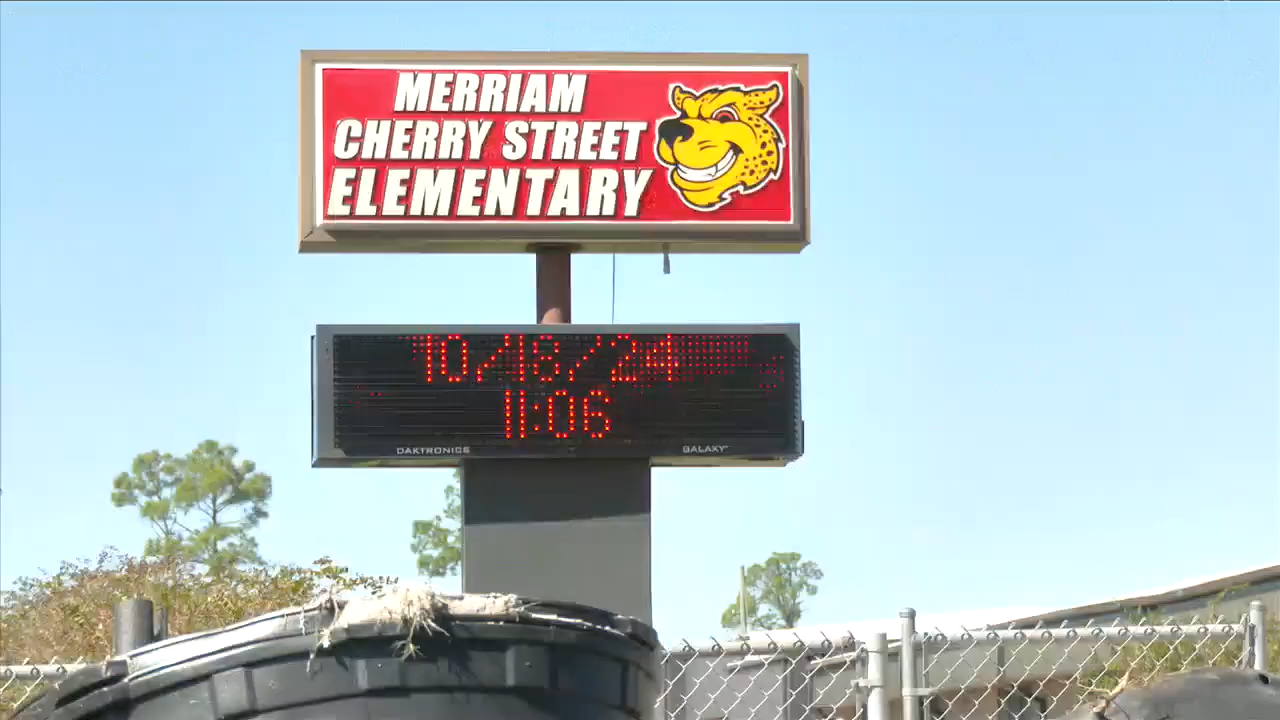 MERRIAM
CHERRY STREET
ELEMENTARY
10/18/24
11:06
DAKTRONICS GALAXY